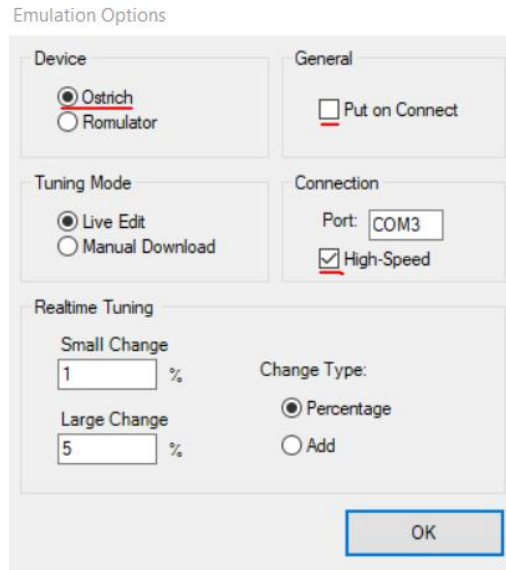 Emulation Options
Device
Ostrich
Romulator
General
Put on Connect
Tuning Mode
Live Edit
Manual Download
Connection
Port: COM3
High-Speed
Realtime Tuning
Small Change
1 %
Large Change
5 %
Change Type:
Percentage
Add
OK